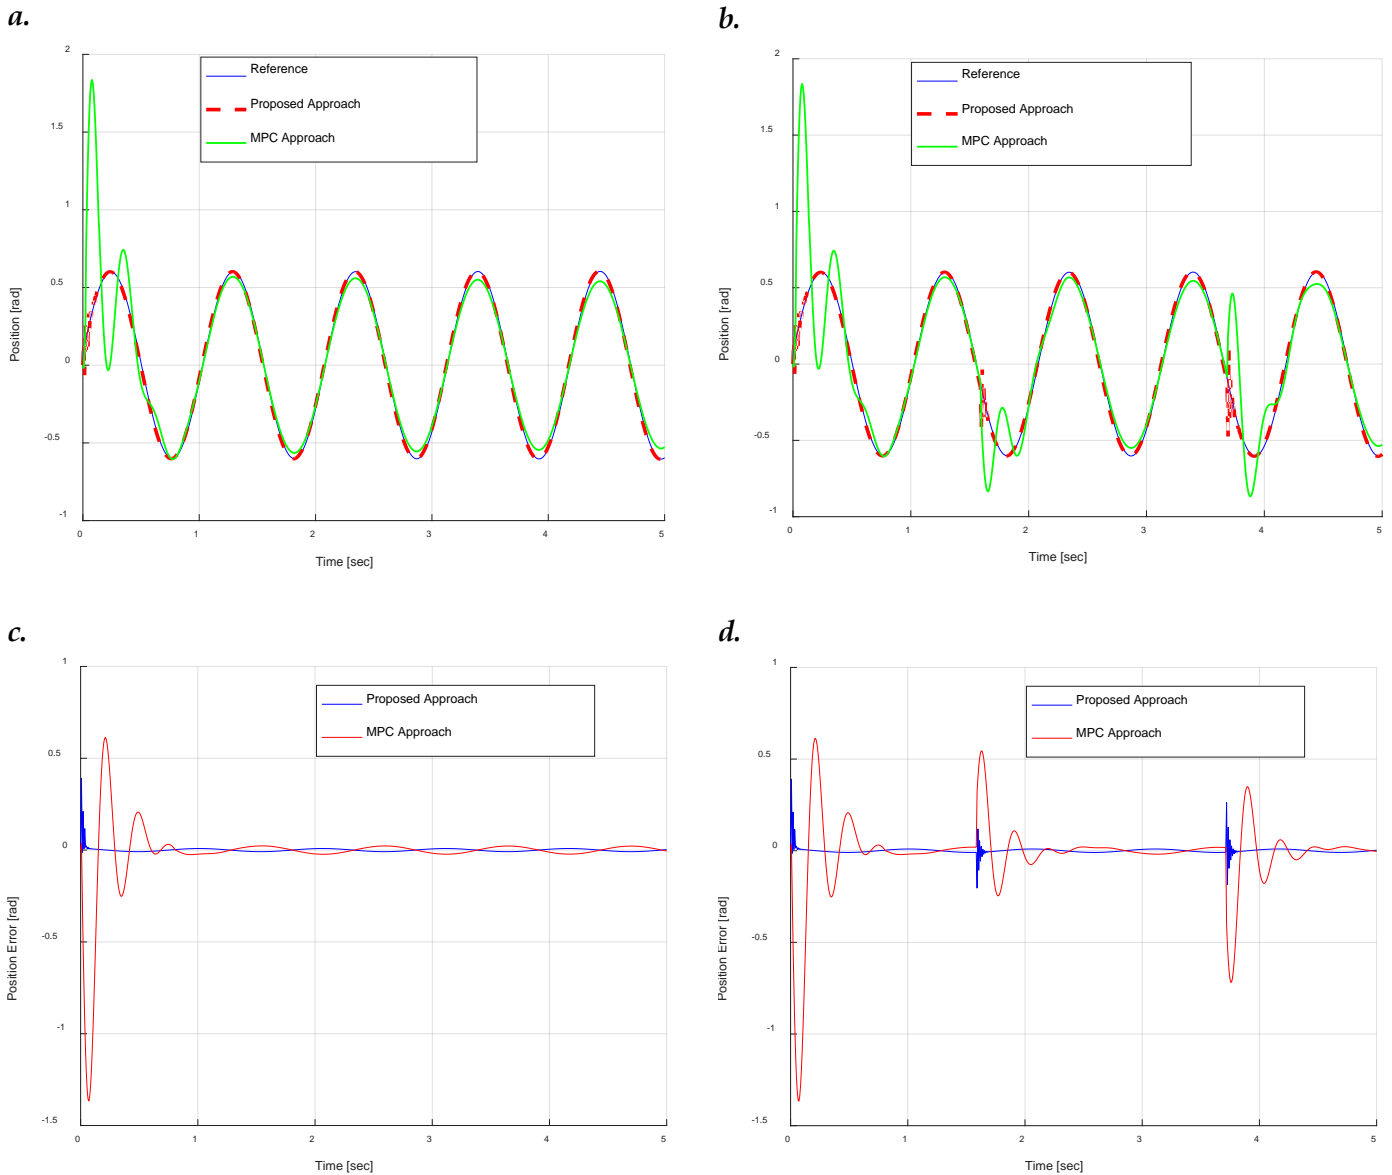 a.
2
1.5
1
0.5
0
-0.5
-1
Position [rad]
Reference
Proposed Approach
MPC Approach
0 1 2 3 4 5
Time [sec]
b.
2
1.5
1
0.5
0
-0.5
-1
Position [rad]
Reference
Proposed Approach
MPC Approach
0 1 2 3 4 5
Time [sec]
c.
1
0.5
0
-0.5
-1
-1.5
Position Error [rad]
Proposed Approach
MPC Approach
0 1 2 3 4 5
Time [sec]
d.
1
0.5
0
-0.5
-1
-1.5
Position Error [rad]
Proposed Approach
MPC Approach
0 1 2 3 4 5
Time [sec]